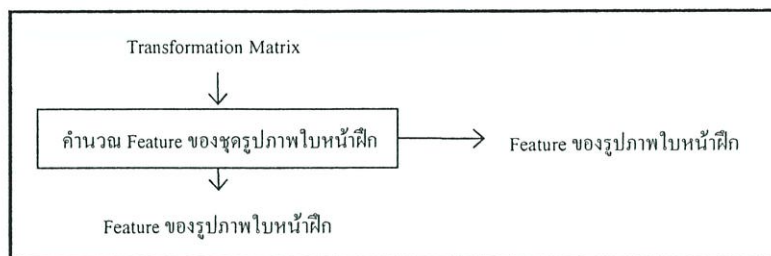 Transformation Matrix
คำนวณ Feature ของชุดรูปภาพใบหน้าฝึก
Feature ของรูปภาพใบหน้าฝึก
Feature ของรูปภาพใบหน้าฝึก